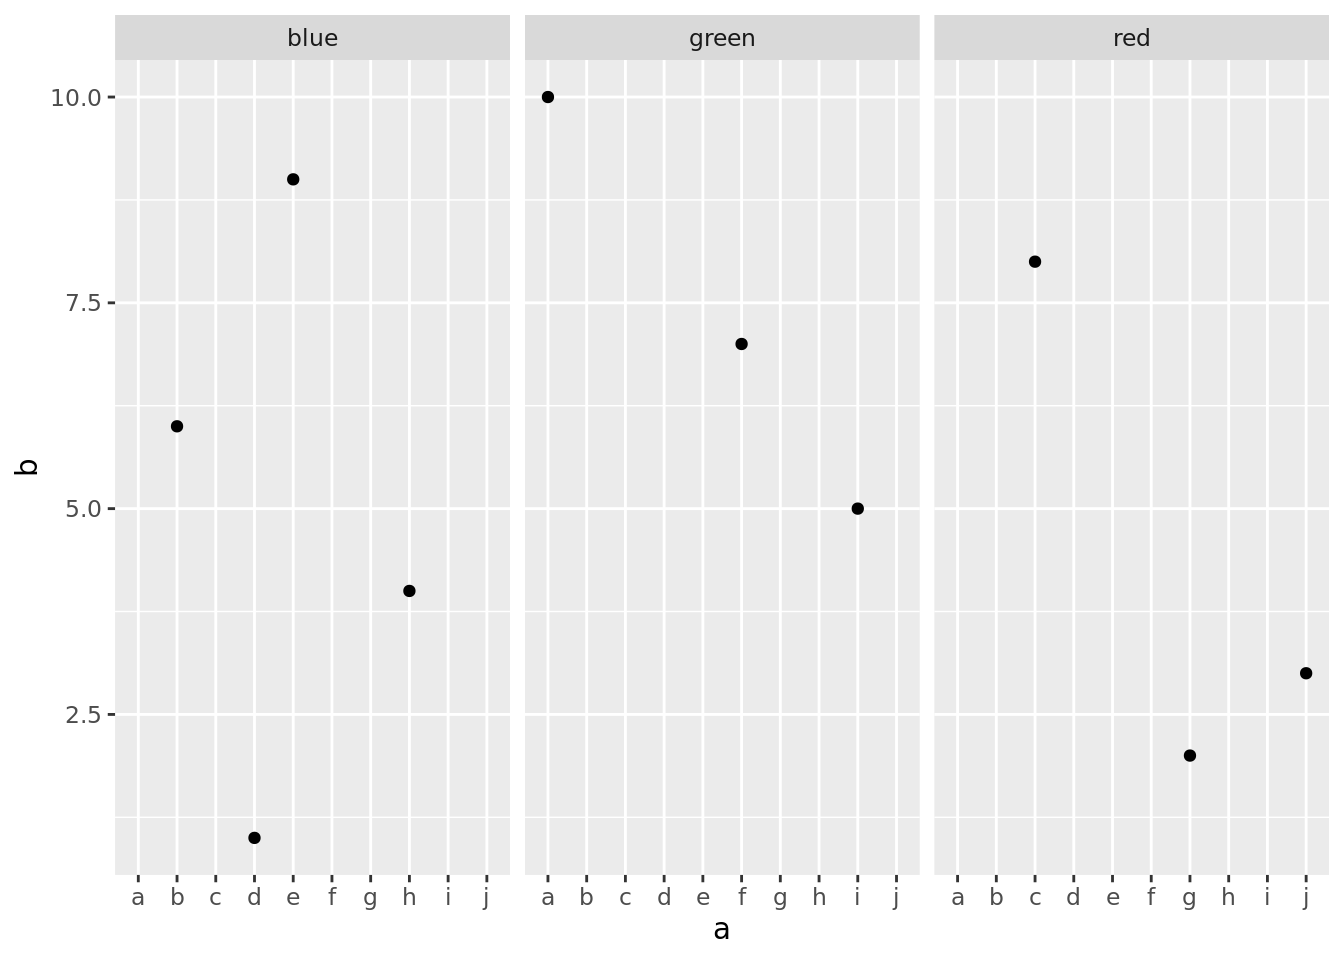 blue green red
10.0
7.5
5.0
2.5
b
a b c d e f g h i j a b c d e f g h i j a b c d e f g h i j
a